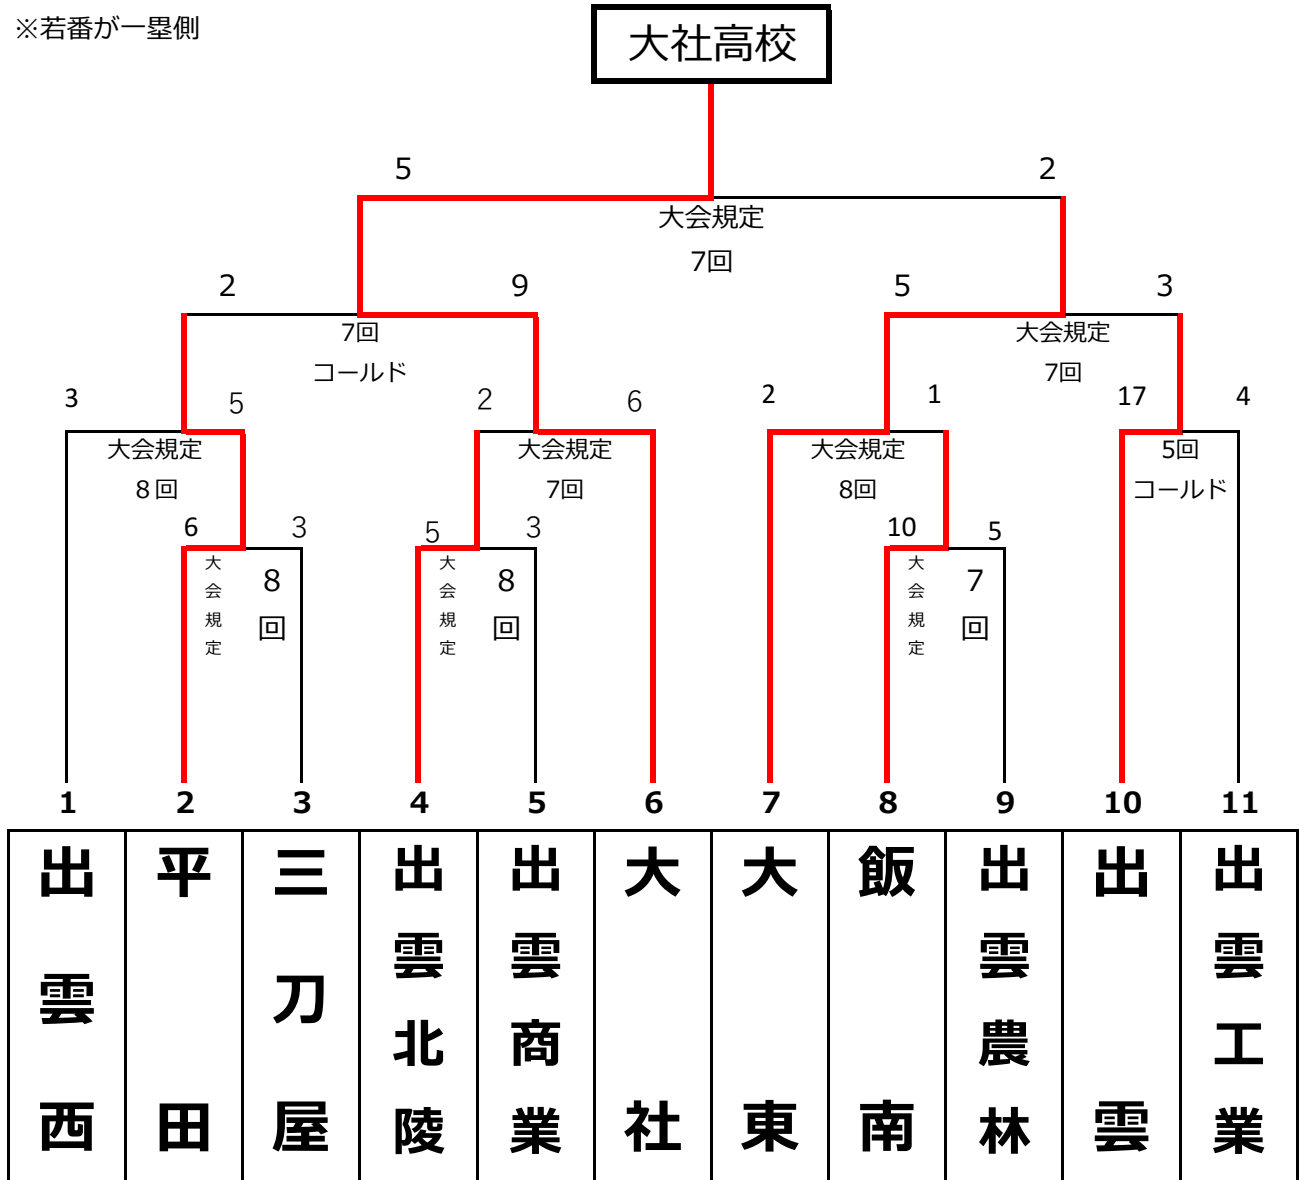 ※若番が一塁側
大社高校
5
2
大会規定
7回
2
9
5
3
7回
コールド
大会規定
7回
3
5
2
6
2
1
17
4
大会規定
８回
大会規定
7回
大会規定
8回
5回
コールド
6
3
5
3
10
5
大会規定
8回
大会規定
8回
大会規定
7回
1
2
3
4
5
6
7
8
9
10
11
出雲西
平田
三刀屋
出雲北陵
出雲商業
大社
大東
飯南
出雲農林
出雲
出雲工業